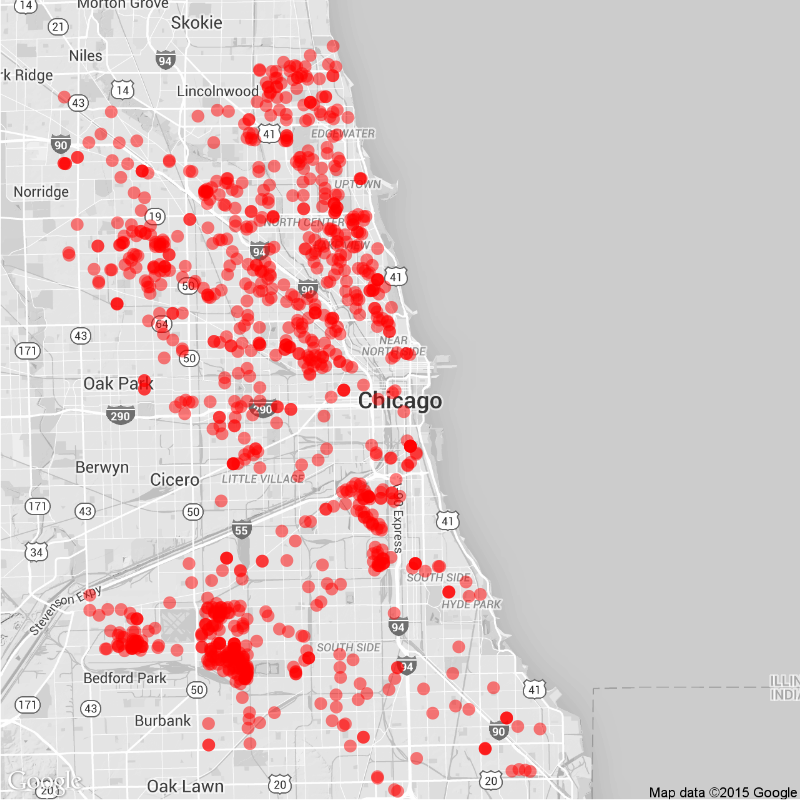 14
Morton Grove
21
Skokie
Niles
94
rk Ridge
14
Lincolnwood
43
41
EDGEWATER
90
Norridge
UPTOWN
19
NORTH CENTER
94
41
50
90
64
43
NEAR
NORTH SIDE
171
50
Oak Park
290
290
Chicago
Berwyn
Cicero
LITTLE VILLAGE
171
43
50
55
41
34
Stevenson Expy
SOUTH SIDE
HYDE PARK
94
SOUTH SIDE
94
Bedford Park
ILLIN
INDIA
50
41
171
43
Burbank
90
Google
Oak Lawn
20
20
20
Map data ©2015 Google